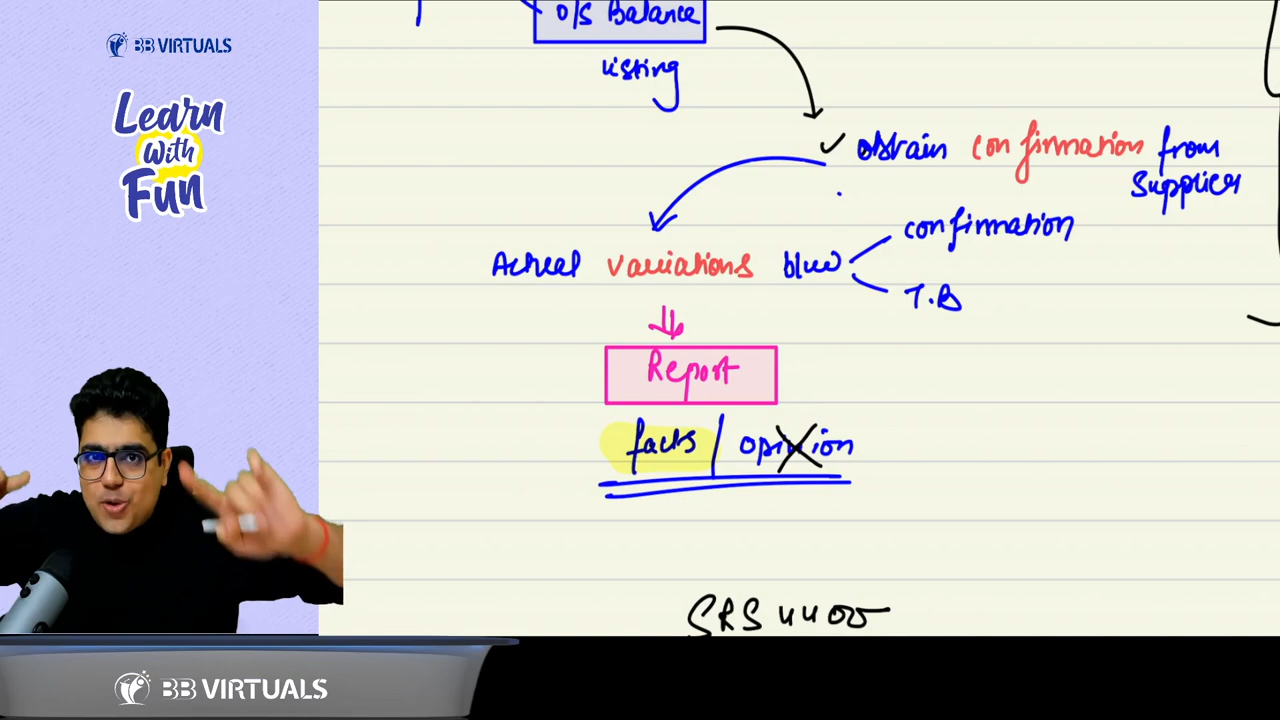 BB VIRTUALS
Learn
With
Fun
O/S Balance
Listing
✓ obtain confirmation from
Supplier
Actual variations b/w
confirmation
T.B
Report
facts / opinion
SRS 4400
BB VIRTUALS